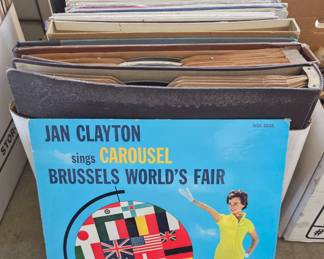 JAN CLAYTON
sings CAROUSEL
BRUSSELS WORLD'S FAIR